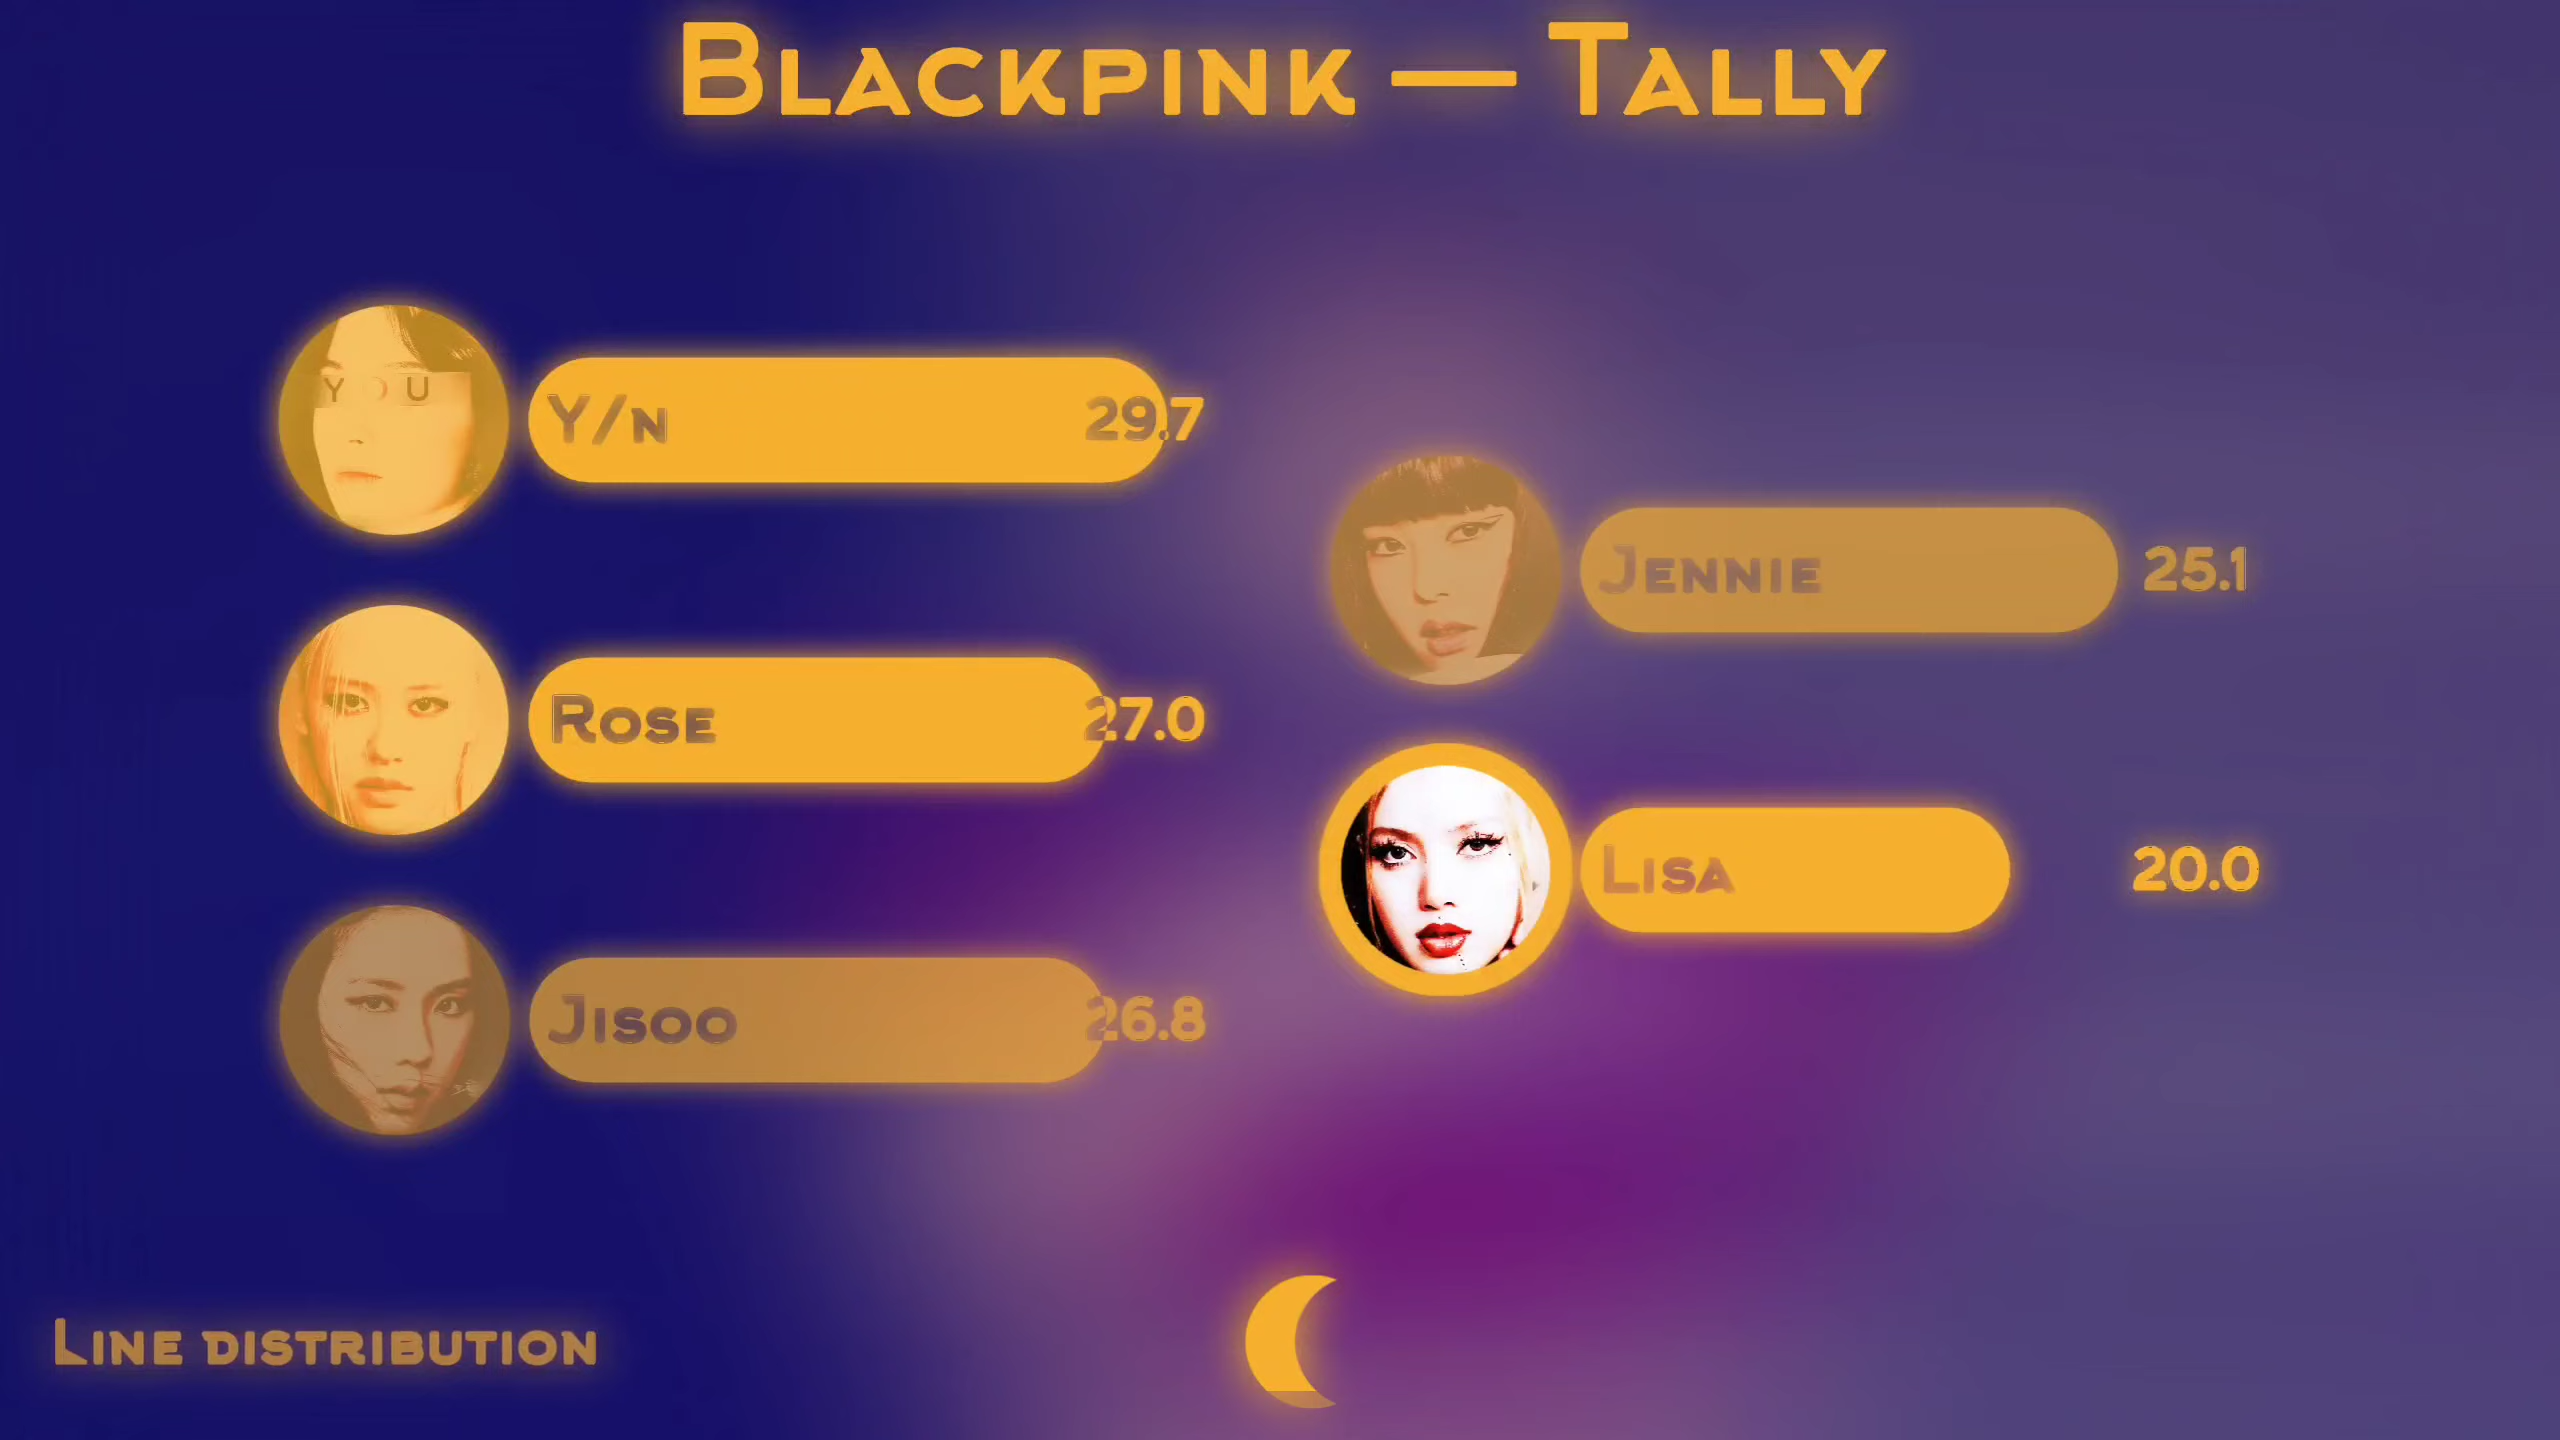 Blackpink — Tally
YOU
Y/n 29.7
Rose 27.0
Jisoo 26.8
Jennie 25.1
Lisa 20.0
Line distribution